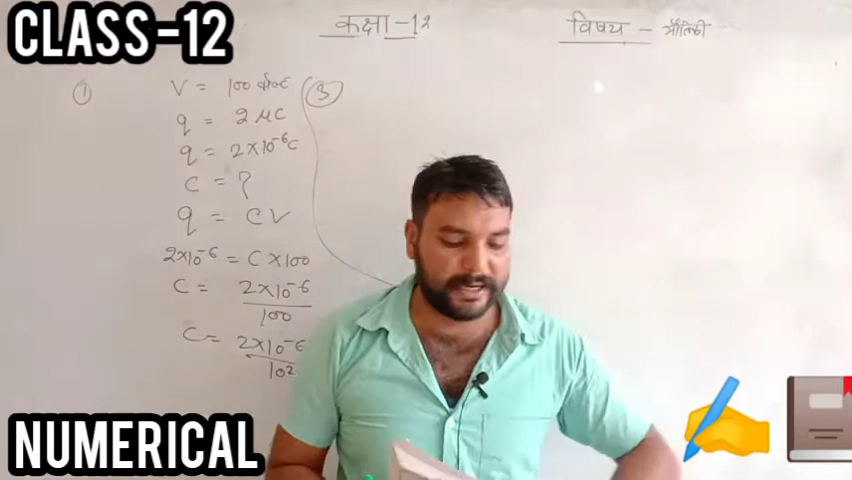 CLASS=12
कक्षा -12
विषय - भौतिकी
①
V = 100 वोल्ट
q = 2 μC
q = 2×10⁻⁶C
C = ?
q = CV
2×10⁻⁶ = C×100
C = 2×10⁻⁶
100
C = 2×10⁻⁶
10²
③
NUMERICAL